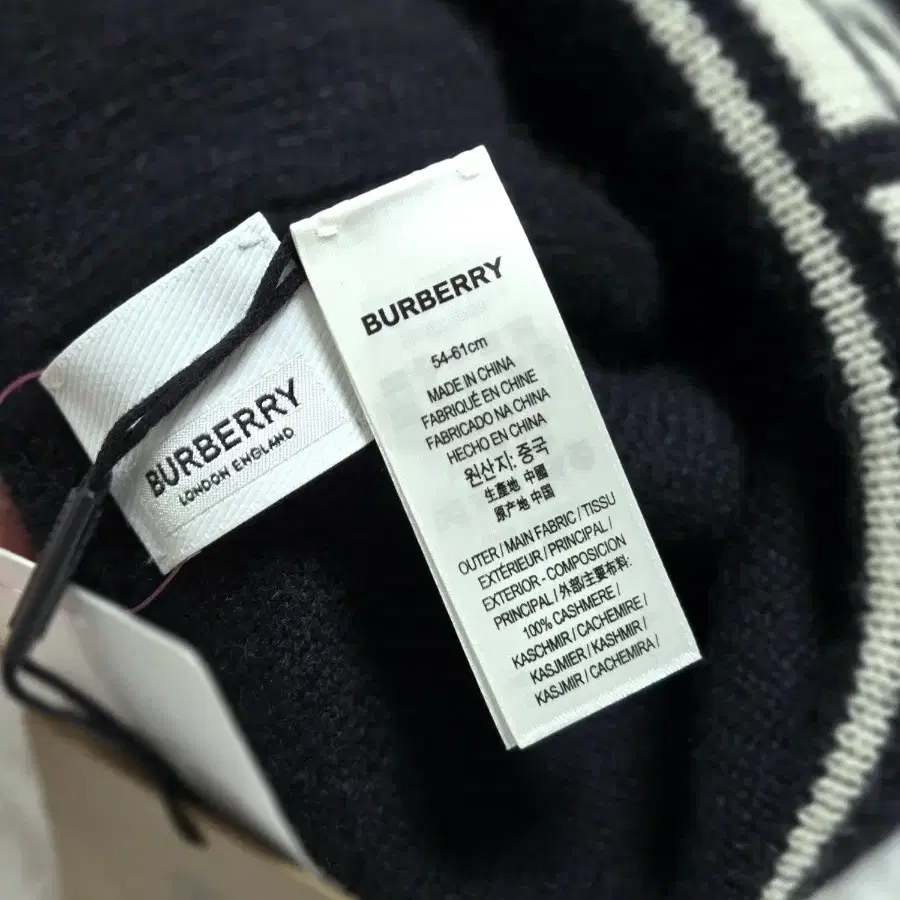 BURBERRY
LONDON ENGLAND
BURBERRY
54-61cm
MADE IN CHINA
FABRIQUÉ EN CHINE
FABRICADO NA CHINA
HECHO EN CHINA
원산지: 중국
生產地 中國
原产地 中国
OUTER / MAIN FABRIC / TISSU
EXTÉRIEUR / PRINCIPAL /
EXTERIOR - COMPOSICION
PRINCIPAL / 外部/主要布料/
100% CASHMERE /
KASCHMIR / CACHEMIRE /
KASJMIER / KASHMIR /
KASJMIR / CACHEMIRA /